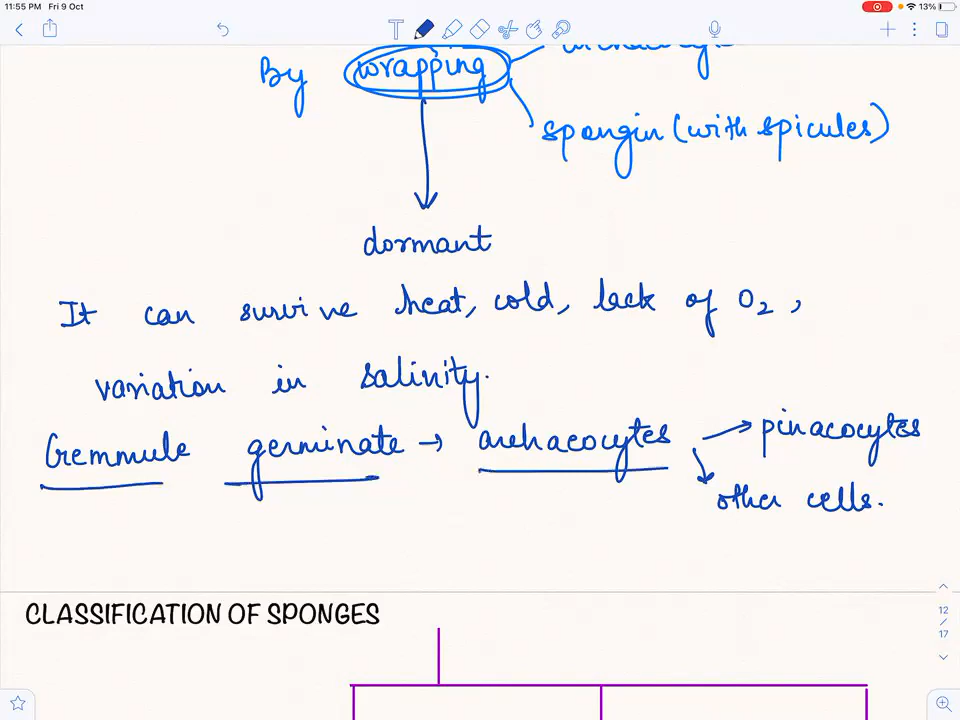 11:55 PM Fri 9 Oct
13%
By wrapping
spongin (with spicules)
dormant
It can survive heat, cold, lack of O2,
variation in salinity.
Gemmule germinate → archaeocytes → pinacocytes
other cells.
CLASSIFICATION OF SPONGES
12
/
17